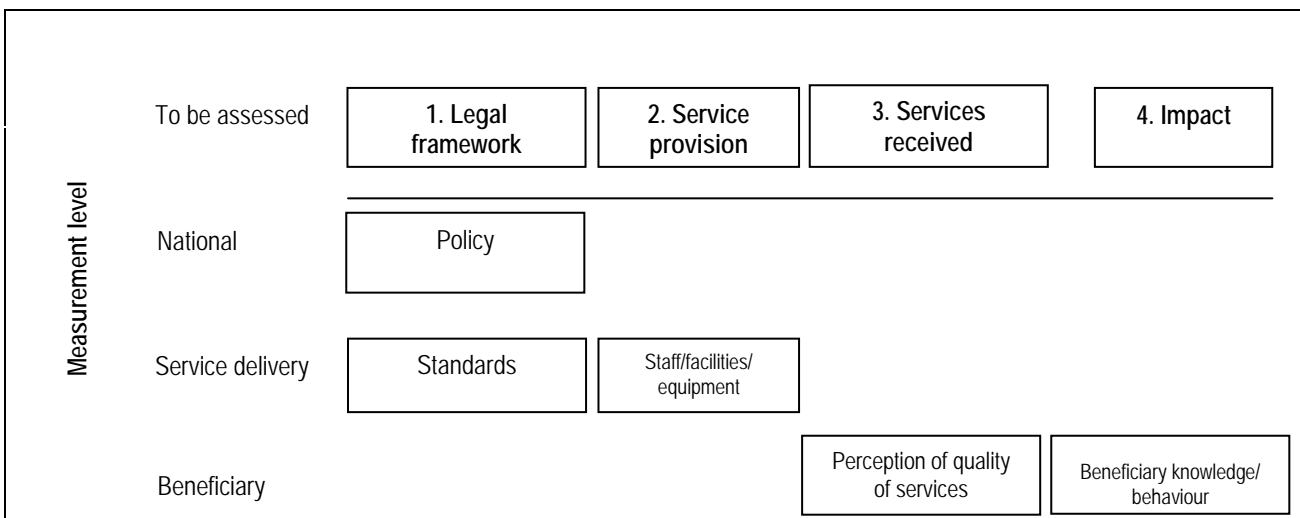 To be assessed
1. Legal
framework
2. Service
provision
3. Services
received
4. Impact
Measurement level
National
Policy
Service delivery
Standards
Staff/facilities/
equipment
Beneficiary
Perception of quality
of services
Beneficiary knowledge/
behaviour